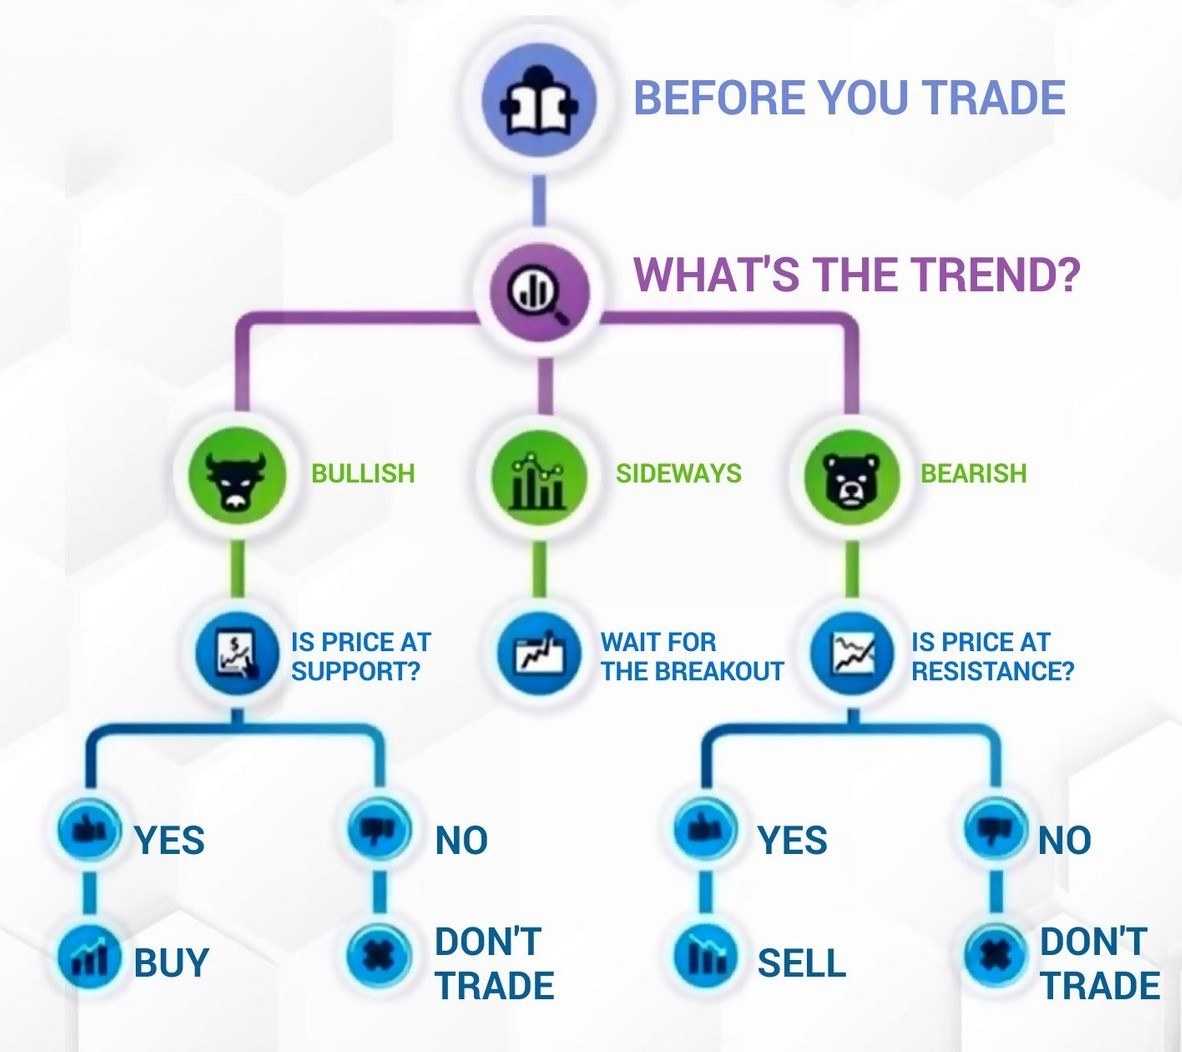 BEFORE YOU TRADE
WHAT'S THE TREND?
BULLISH
SIDEWAYS
BEARISH
IS PRICE AT
SUPPORT?
WAIT FOR
THE BREAKOUT
IS PRICE AT
RESISTANCE?
YES
NO
YES
NO
BUY
DON'T
TRADE
SELL
DON'T
TRADE